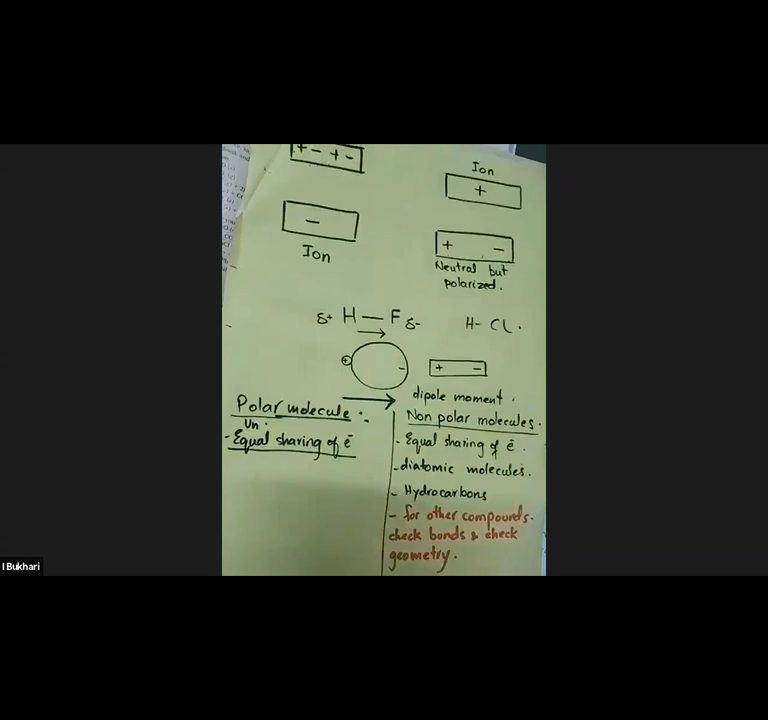 + - + -
Ion
+
-
Ion
+ -
Neutral but
polarized.
δ+ H — F δ-
H - CL.
+
-
+ -
dipole moment.
Polar molecule :-
Un
- Equal sharing of ē
Non polar molecules.
- Equal sharing of ē.
- diatomic molecules.
- Hydrocarbons
- for other compounds.
check bonds & check
geometry.
I Bukhari